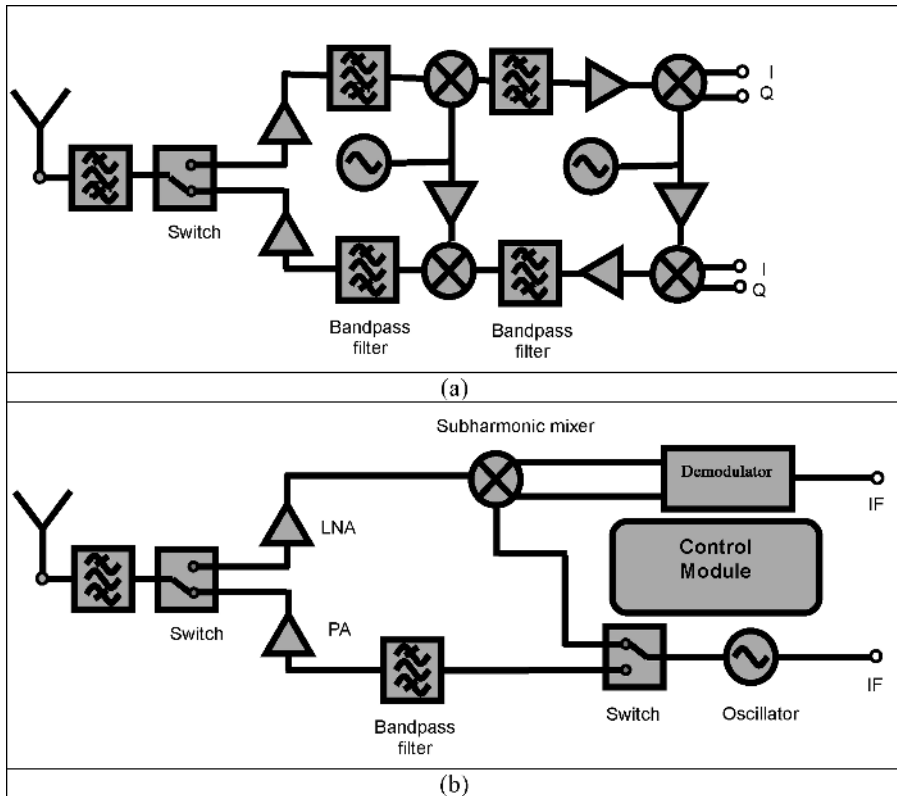 I
Q
Switch
I
Q
Bandpass
filter
Bandpass
filter
(a)
Subharmonic mixer
Demodulator
IF
LNA
Control
Module
Switch
PA
IF
Bandpass
filter
Switch
Oscillator
(b)